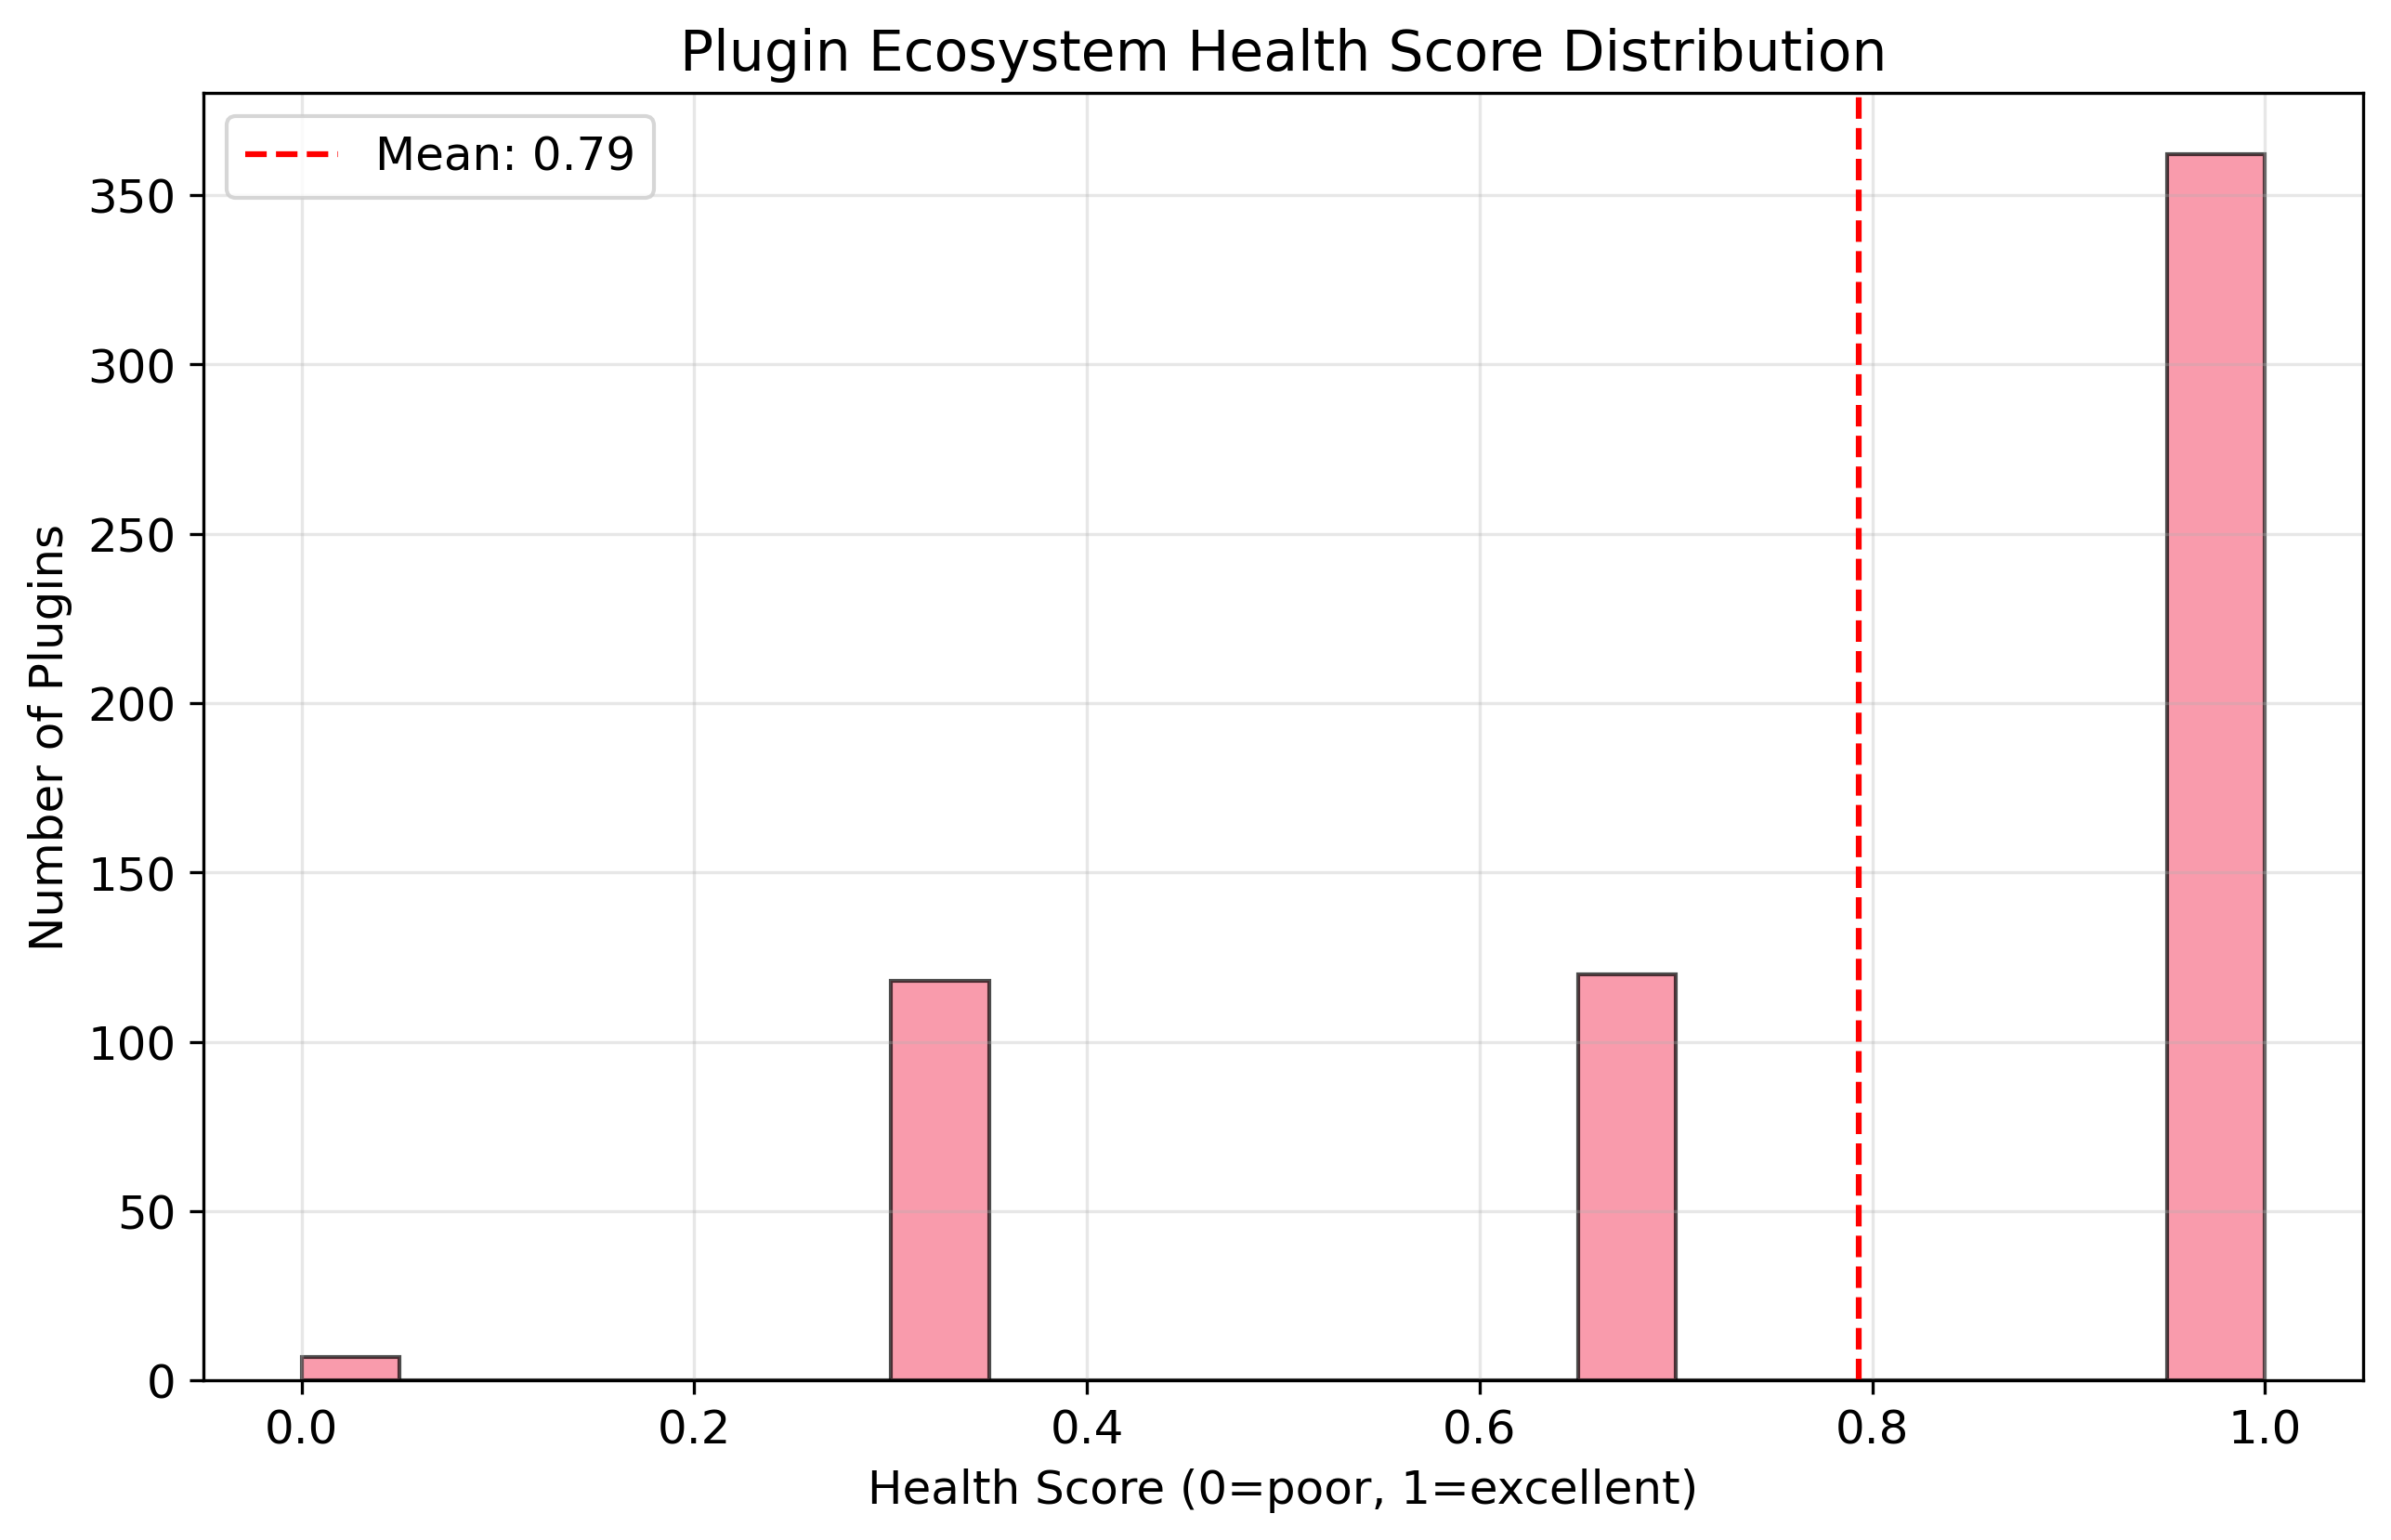 Plugin Ecosystem Health Score Distribution
Mean: 0.79
Number of Plugins
350
300
250
200
150
100
50
0
0.0 0.2 0.4 0.6 0.8 1.0
Health Score (0=poor, 1=excellent)